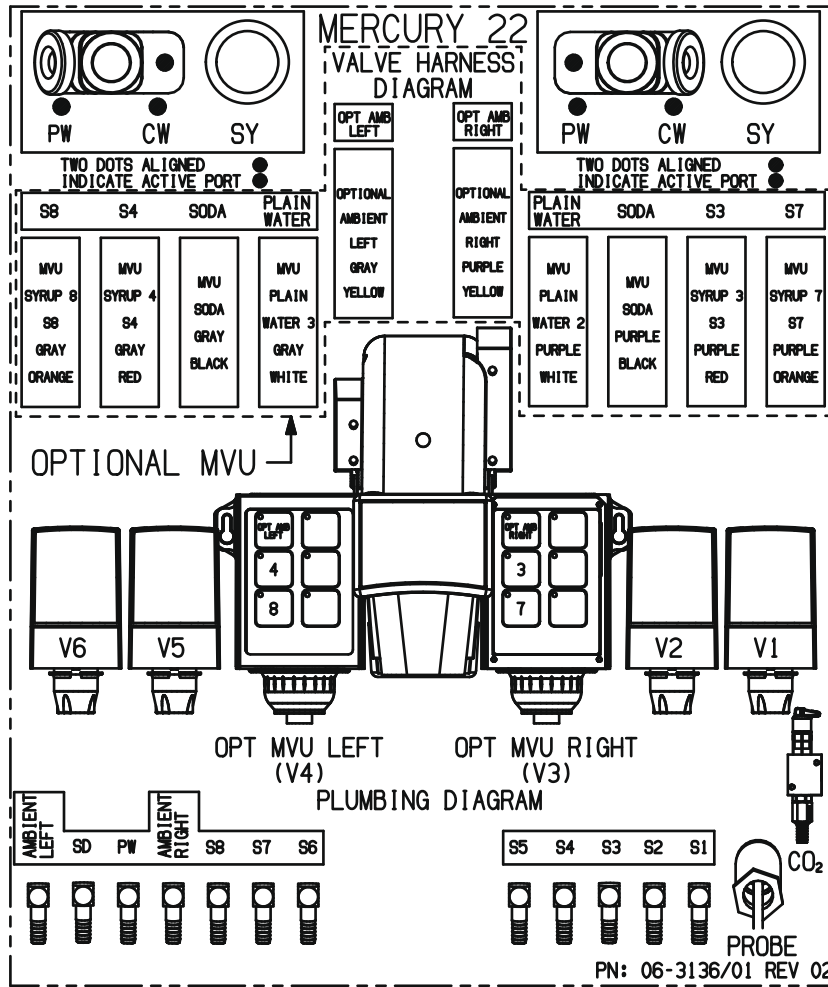 MERCURY 22
VALVE HARNESS
DIAGRAM
PW
CW
SY
TWO DOTS ALIGNED
INDICATE ACTIVE PORT
OPT AMB
LEFT
OPT AMB
RIGHT
PW
CW
SY
TWO DOTS ALIGNED
INDICATE ACTIVE PORT
S8
S4
SODA
PLAIN
WATER
MVU
SYRUP 8
S8
GRAY
ORANGE
MVU
SYRUP 4
S4
GRAY
RED
MVU
SODA
GRAY
BLACK
MVU
PLAIN
WATER 3
GRAY
WHITE
OPTIONAL
AMBIENT
LEFT
GRAY
YELLOW
OPTIONAL
AMBIENT
RIGHT
PURPLE
YELLOW
PLAIN
WATER
SODA
S3
S7
MVU
PLAIN
WATER 2
PURPLE
WHITE
MVU
SODA
PURPLE
BLACK
MVU
SYRUP 3
S3
PURPLE
RED
MVU
SYRUP 7
S7
PURPLE
ORANGE
OPTIONAL MVU
V6
V5
OPT AMB
LEFT
4
8
OPT AMB
RIGHT
3
7
V2
V1
OPT MVU LEFT
(V4)
OPT MVU RIGHT
(V3)
PLUMBING DIAGRAM
AMBIENT
LEFT
SD
PW
AMBIENT
RIGHT
S8
S7
S6
S5
S4
S3
S2
S1
CO₂
PROBE
PN: 06-3136/01 REV 02